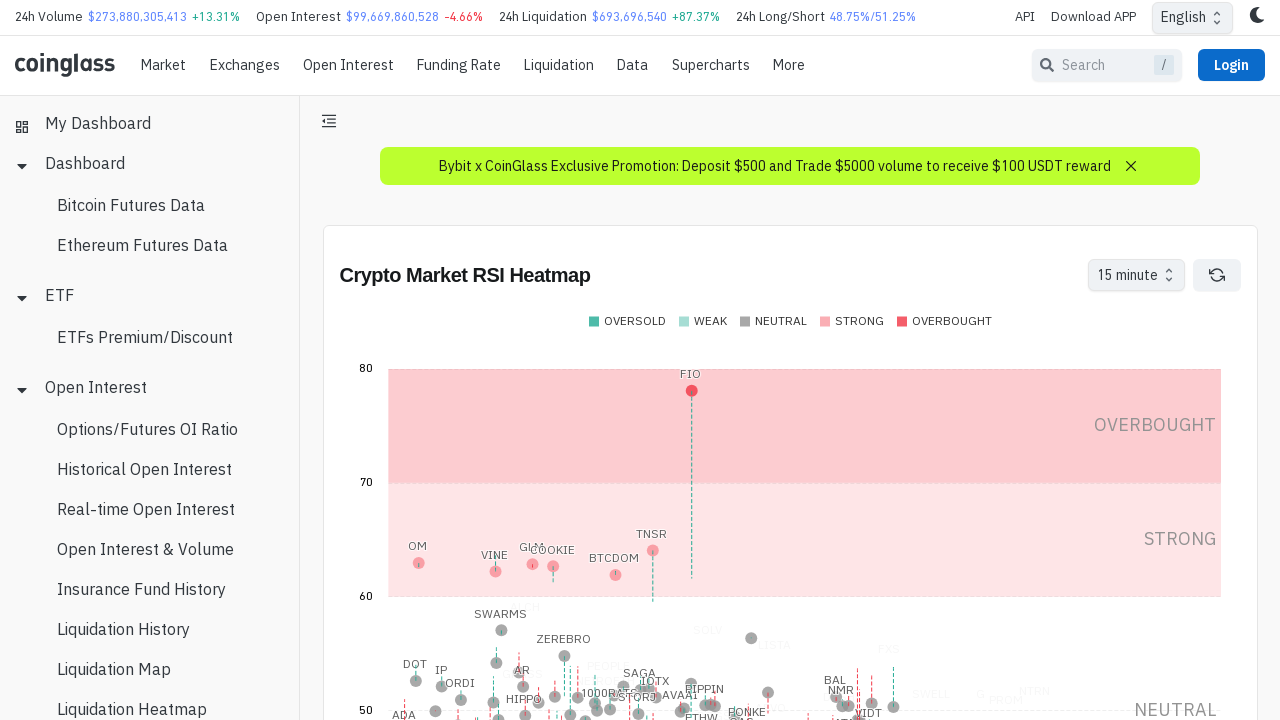 24h Volume $273,880,305,413 +13.31% Open Interest $99,669,860,528 -4.66% 24h Liquidation $693,696,540 +87.37% 24h Long/Short 48.75%/51.25% API Download APP English
coinglass Market Exchanges Open Interest Funding Rate Liquidation Data Supercharts More Search / Login
My Dashboard
Dashboard
Bitcoin Futures Data
Ethereum Futures Data
ETF
ETFs Premium/Discount
Open Interest
Options/Futures OI Ratio
Historical Open Interest
Real-time Open Interest
Open Interest & Volume
Insurance Fund History
Liquidation History
Liquidation Map
Liquidation Heatmap
Bybit x CoinGlass Exclusive Promotion: Deposit $500 and Trade $5000 volume to receive $100 USDT reward
Crypto Market RSI Heatmap 15 minute
OVERSOLD WEAK NEUTRAL STRONG OVERBOUGHT
80
FIO
OVERBOUGHT
70
TNSR
STRONG
OM VINE GLM COOKIE
BTCDOM
60
SWARMS
SOLV
ZEREBRO LISTA
DOT IP AR SAGA
ORDI IOTX BAL
HIPPO 1000RATS PIPPIN NMR SWELL
50
ADA VIDT NEUTRAL